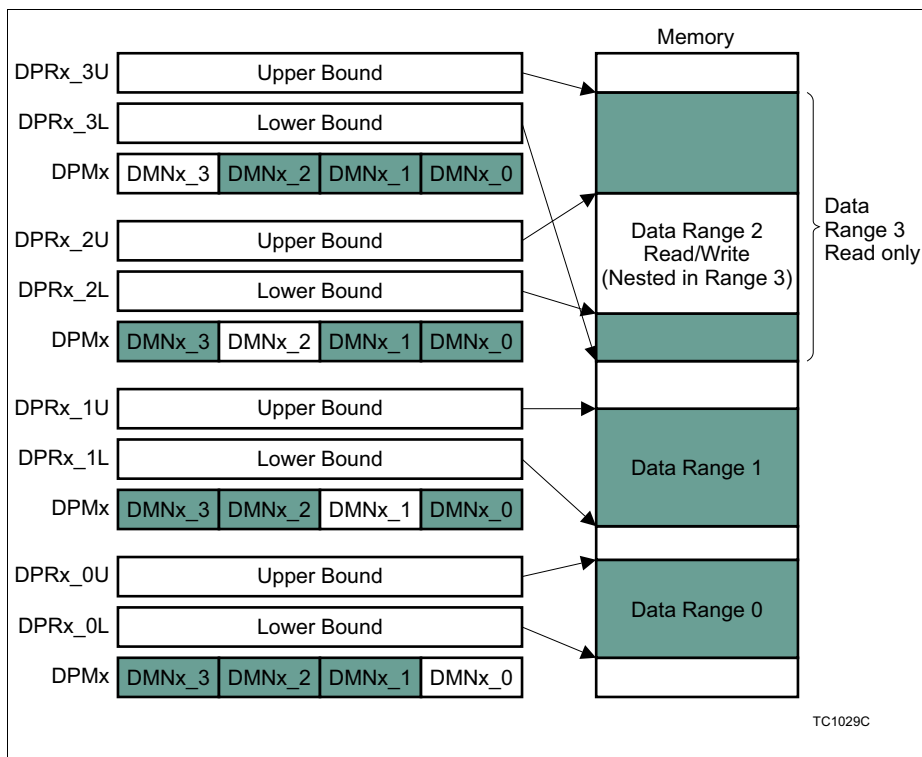 Memory
DPRx_3U
Upper Bound
DPRx_3L
Lower Bound
DPMx
DMNx_3 DMNx_2 DMNx_1 DMNx_0
DPRx_2U
Upper Bound
DPRx_2L
Lower Bound
DPMx
DMNx_3 DMNx_2 DMNx_1 DMNx_0
DPRx_1U
Upper Bound
DPRx_1L
Lower Bound
DPMx
DMNx_3 DMNx_2 DMNx_1 DMNx_0
DPRx_0U
Upper Bound
DPRx_0L
Lower Bound
DPMx
DMNx_3 DMNx_2 DMNx_1 DMNx_0
Data Range 2
Read/Write
(Nested in Range 3)
Data
Range 3
Read only
Data Range 1
Data Range 0
TC1029C